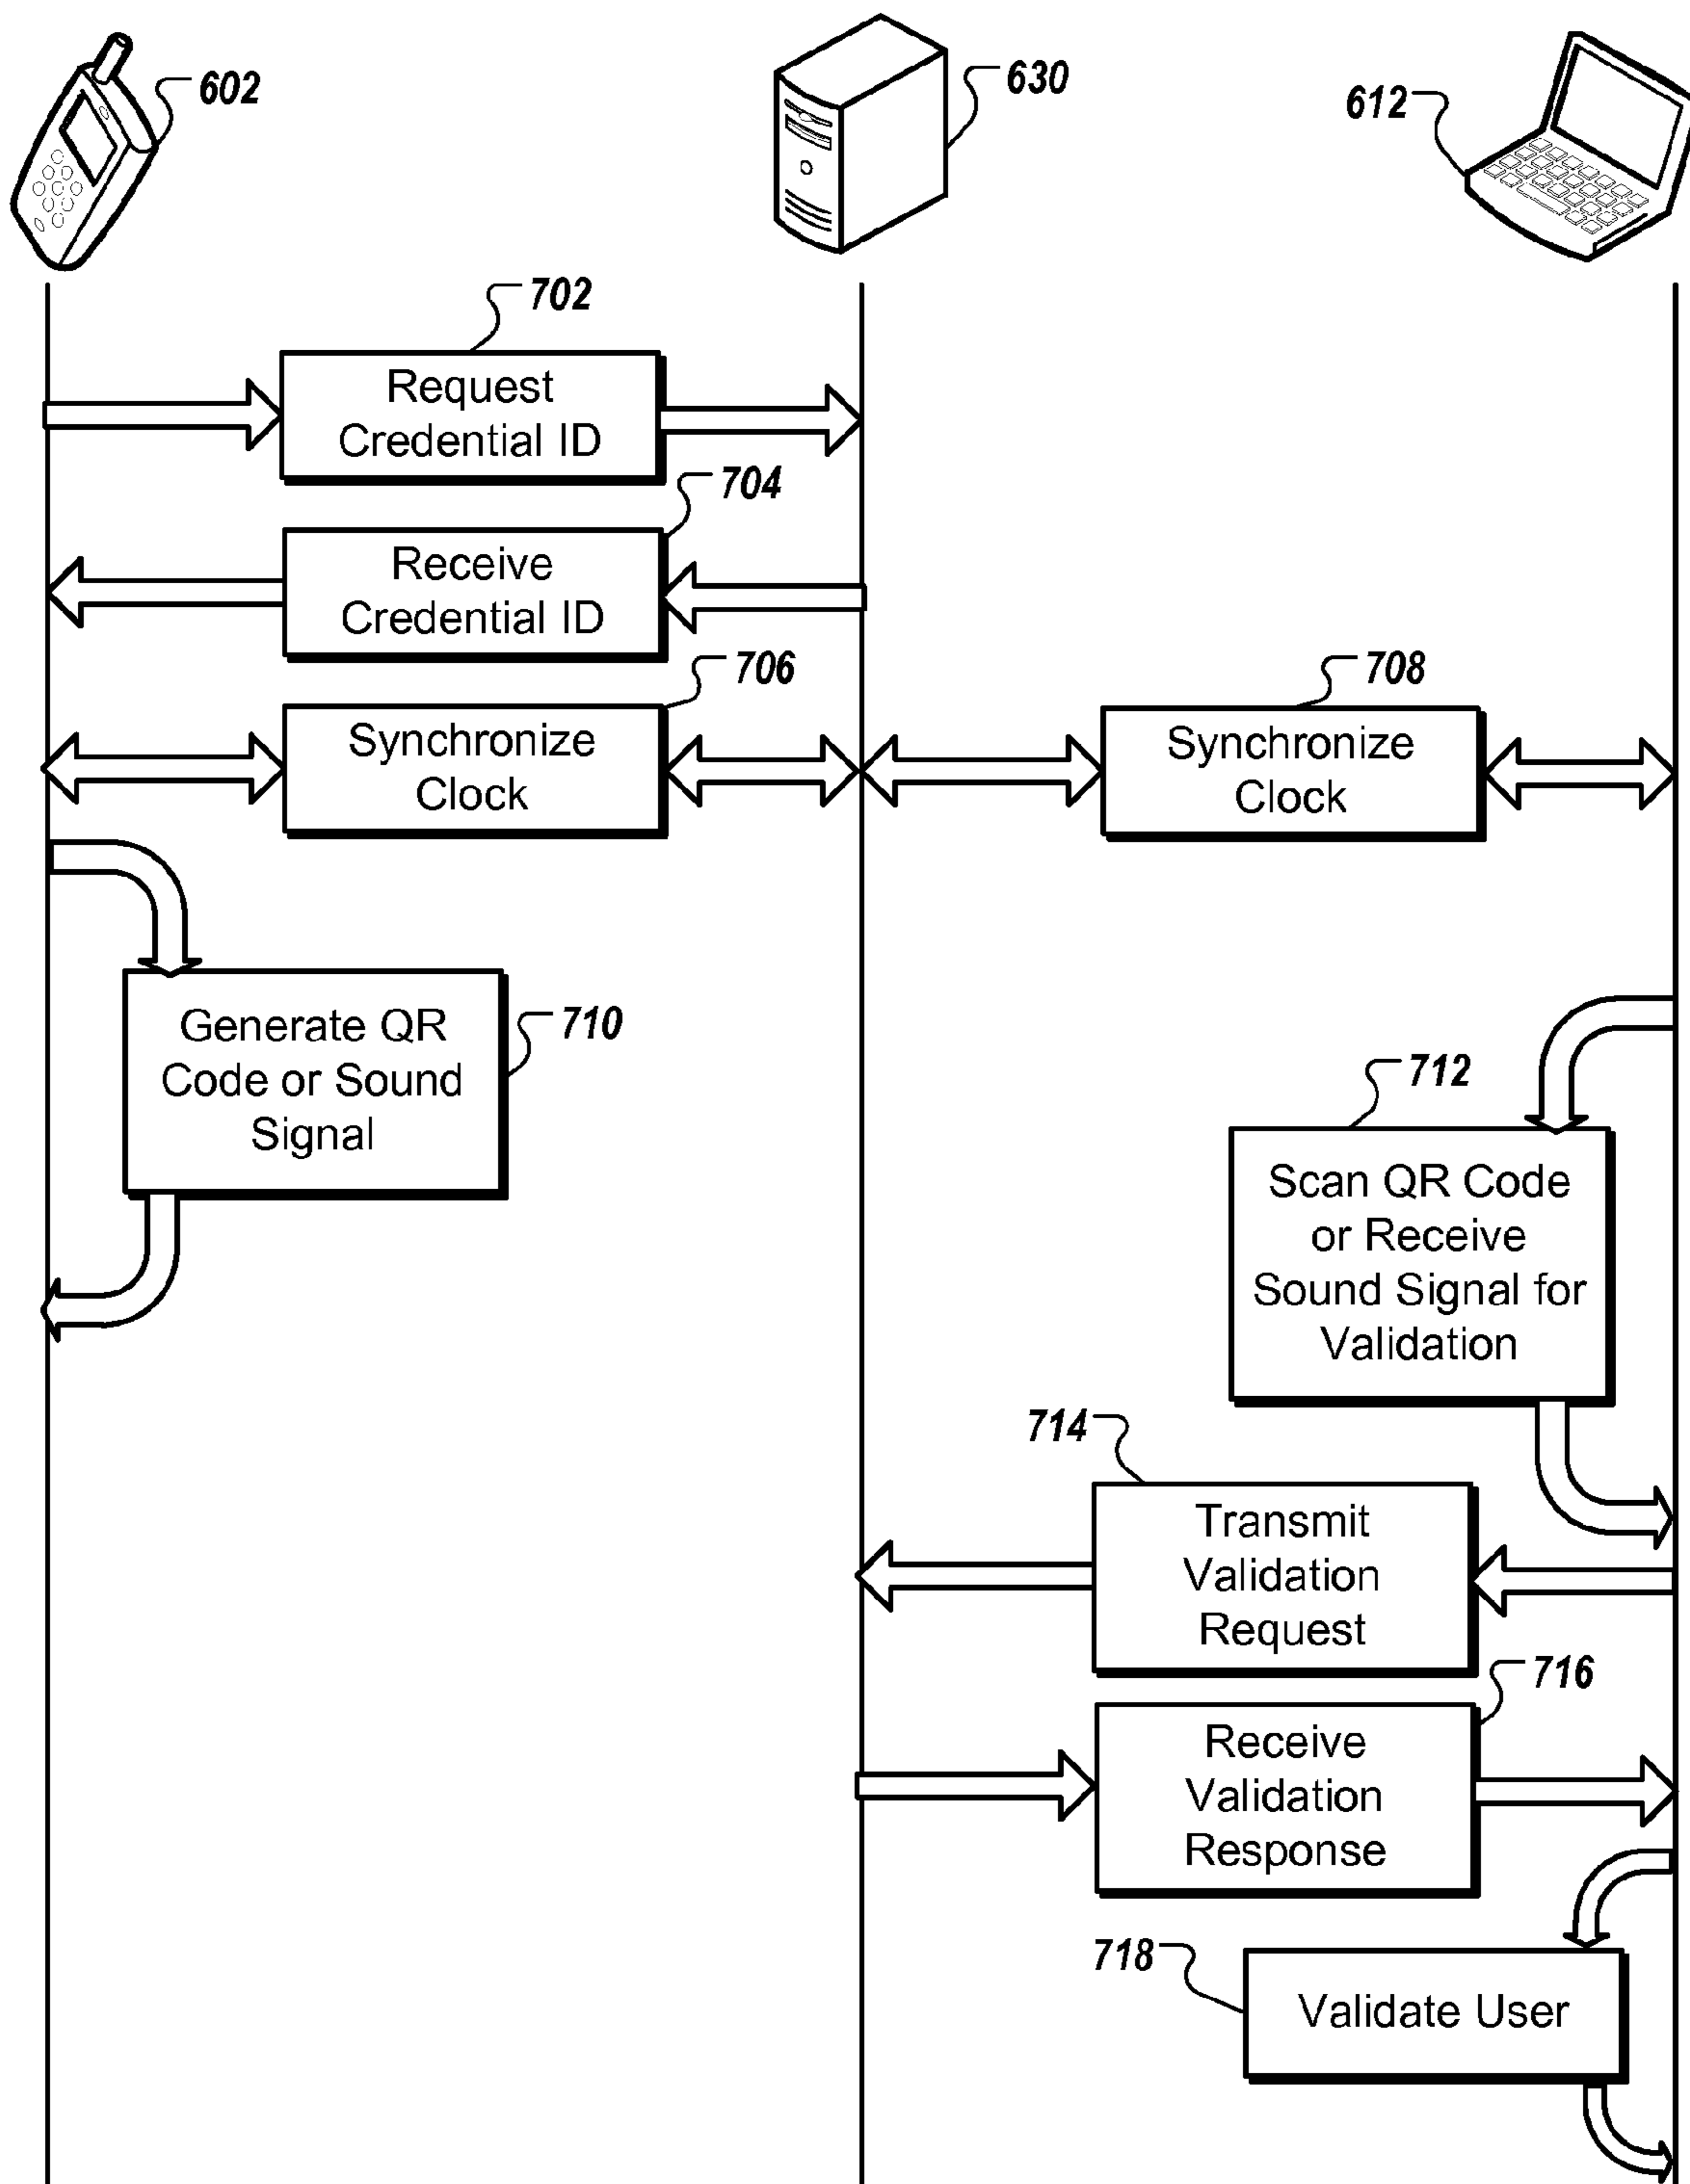 602
630
612
702
Request
Credential ID
704
Receive
Credential ID
706
Synchronize
Clock
708
Synchronize
Clock
710
Generate QR
Code or Sound
Signal
712
Scan QR Code
or Receive
Sound Signal for
Validation
714
Transmit
Validation
Request
716
Receive
Validation
Response
718
Validate User